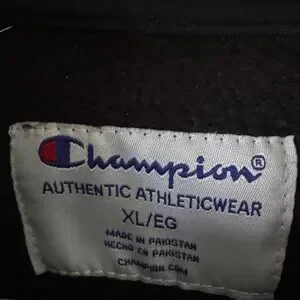 Champion®
AUTHENTIC ATHLETICWEAR
XL/EG
MADE IN PAKISTAN
HECHO EN PAKISTAN
CHAMPION.COM